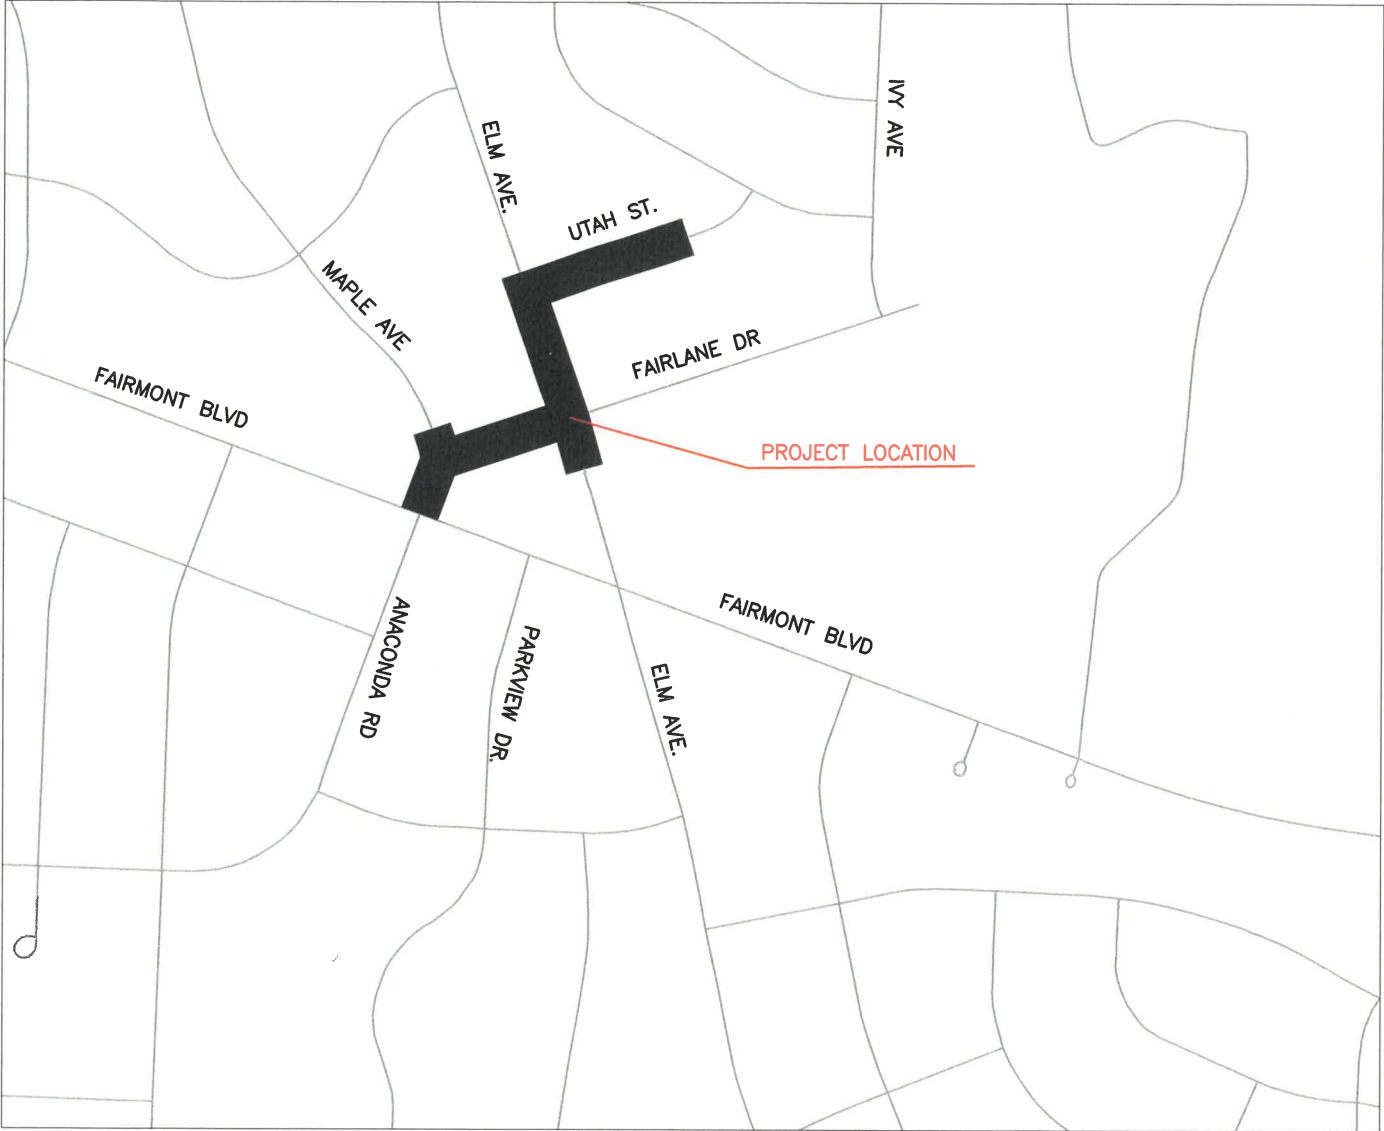 IVY AVE
ELM AVE.
UTAH ST.
MAPLE AVE
FAIRLANE DR
FAIRMONT BLVD
PROJECT LOCATION
ANACONDA RD
PARKVIEW DR.
FAIRMONT BLVD
ELM AVE.